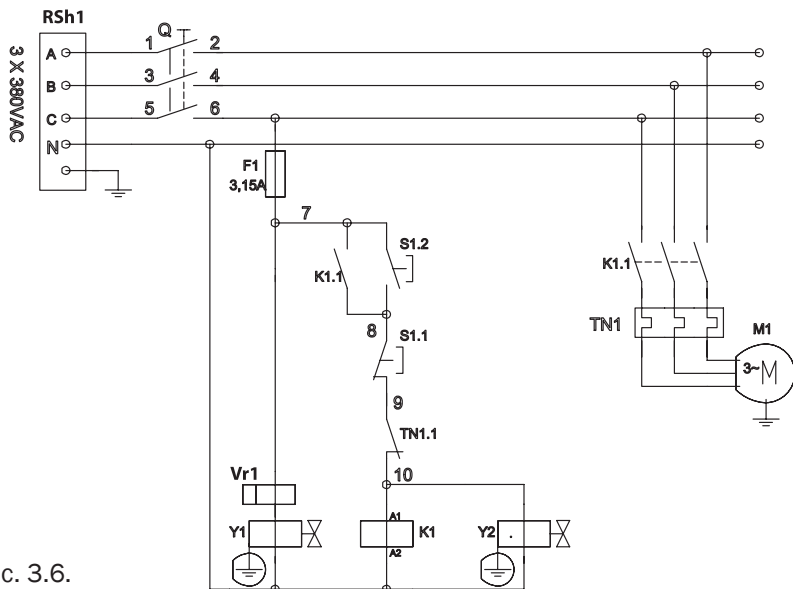 RSh1
Q
3 X 380VAC
A
1
2
B
3
4
C
5
6
N
F1
3,15A
7
S1.2
K1.1
8
S1.1
9
TN1.1
10
Vr1
Y1
A1
K1
A2
Y2
K1.1
TN1
M1
3~M
с. 3.6.